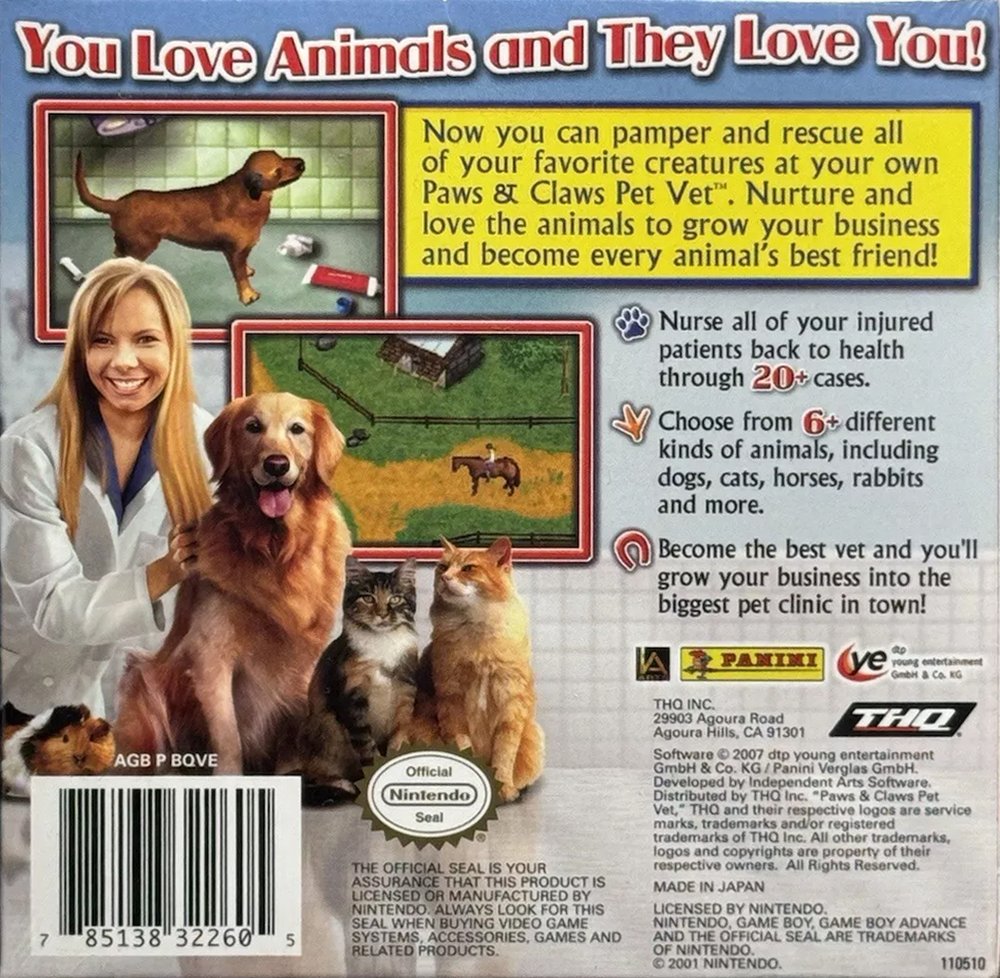 You Love Animals and They Love You!
Now you can pamper and rescue all
of your favorite creatures at your own
Paws & Claws Pet Vet™. Nurture and
love the animals to grow your business
and become every animal's best friend!
Nurse all of your injured
patients back to health
through 20+ cases.
Choose from 6+ different
kinds of animals, including
dogs, cats, horses, rabbits
and more.
Become the best vet and you'll
grow your business into the
biggest pet clinic in town!
PANINI
ye
dtp
young entertainment
GmbH & Co. KG
THQ INC.
29903 Agoura Road
Agoura Hills, CA 91301
THQ
Software © 2007 dtp young entertainment
GmbH & Co. KG / Panini Verglas GmbH.
Developed by Independent Arts Software.
Distributed by THQ Inc. "Paws & Claws Pet
Vet," THQ and their respective logos are service
marks, trademarks and/or registered
trademarks of THQ Inc. All other trademarks,
logos and copyrights are property of their
respective owners. All Rights Reserved.
MADE IN JAPAN
LICENSED BY NINTENDO.
NINTENDO, GAME BOY, GAME BOY ADVANCE
AND THE OFFICIAL SEAL ARE TRADEMARKS
OF NINTENDO.
© 2001 NINTENDO.
110510
AGB P BQVE
7 85138 32260 5
Official
Nintendo
Seal
®
THE OFFICIAL SEAL IS YOUR
ASSURANCE THAT THIS PRODUCT IS
LICENSED OR MANUFACTURED BY
NINTENDO. ALWAYS LOOK FOR THIS
SEAL WHEN BUYING VIDEO GAME
SYSTEMS, ACCESSORIES, GAMES AND
RELATED PRODUCTS.